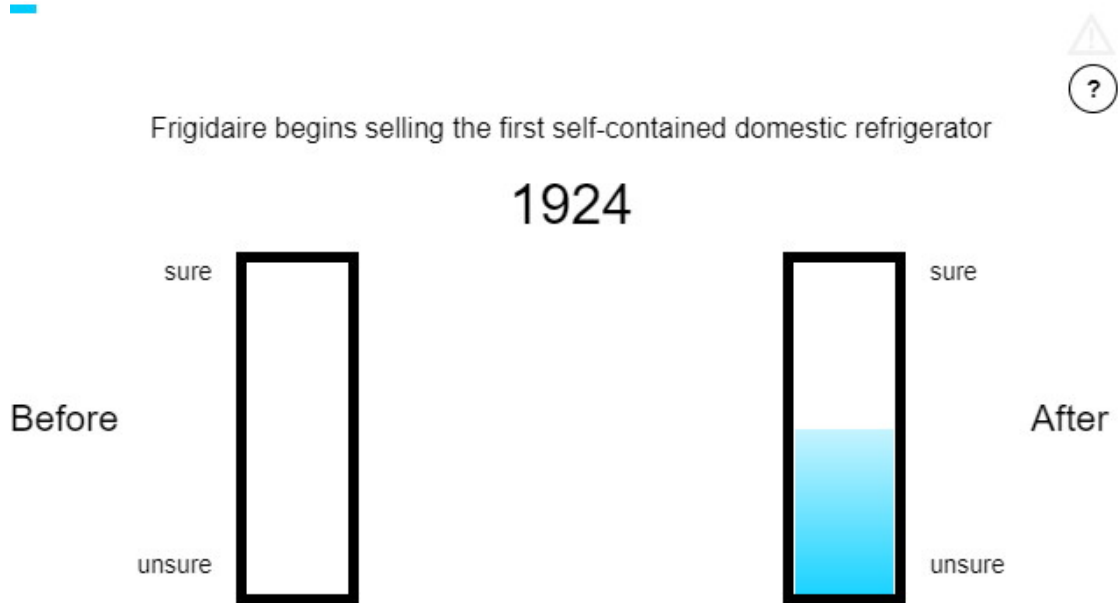 ?
Frigidaire begins selling the first self-contained domestic refrigerator
1924
sure
sure
Before
After
unsure
unsure